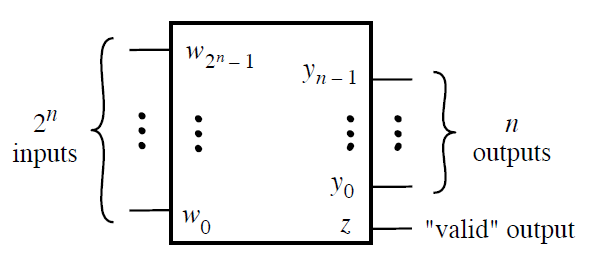 w_{2^n – 1}
y_{n – 1}
2^n
inputs
n
outputs
y_0
w_0
z
"valid" output